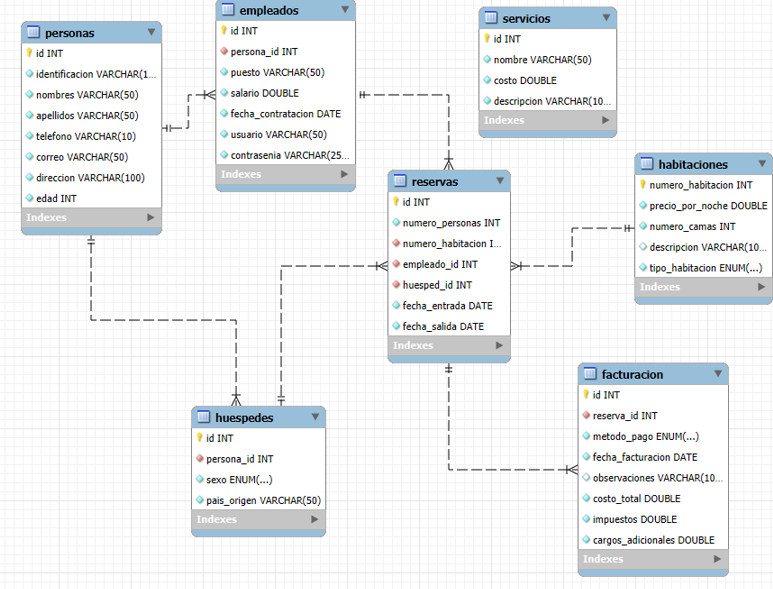 personas
id INT
identificacion VARCHAR(1...
nombres VARCHAR(50)
apellidos VARCHAR(50)
telefono VARCHAR(10)
correo VARCHAR(50)
direccion VARCHAR(100)
edad INT
Indexes
empleados
id INT
persona_id INT
puesto VARCHAR(50)
salario DOUBLE
fecha_contratacion DATE
usuario VARCHAR(50)
contrasenia VARCHAR(25...
Indexes
servicios
id INT
nombre VARCHAR(50)
costo DOUBLE
descripcion VARCHAR(10...
Indexes
reservas
id INT
numero_personas INT
numero_habitacion I...
empleado_id INT
huesped_id INT
fecha_entrada DATE
fecha_salida DATE
Indexes
habitaciones
numero_habitacion INT
precio_por_noche DOUBLE
numero_camas INT
descripcion VARCHAR(10...
tipo_habitacion ENUM(...)
Indexes
huespedes
id INT
persona_id INT
sexo ENUM(...)
pais_origen VARCHAR(50)
Indexes
facturacion
id INT
reserva_id INT
metodo_pago ENUM(...)
fecha_facturacion DATE
observaciones VARCHAR(10...
costo_total DOUBLE
impuestos DOUBLE
cargos_adicionales DOUBLE
Indexes